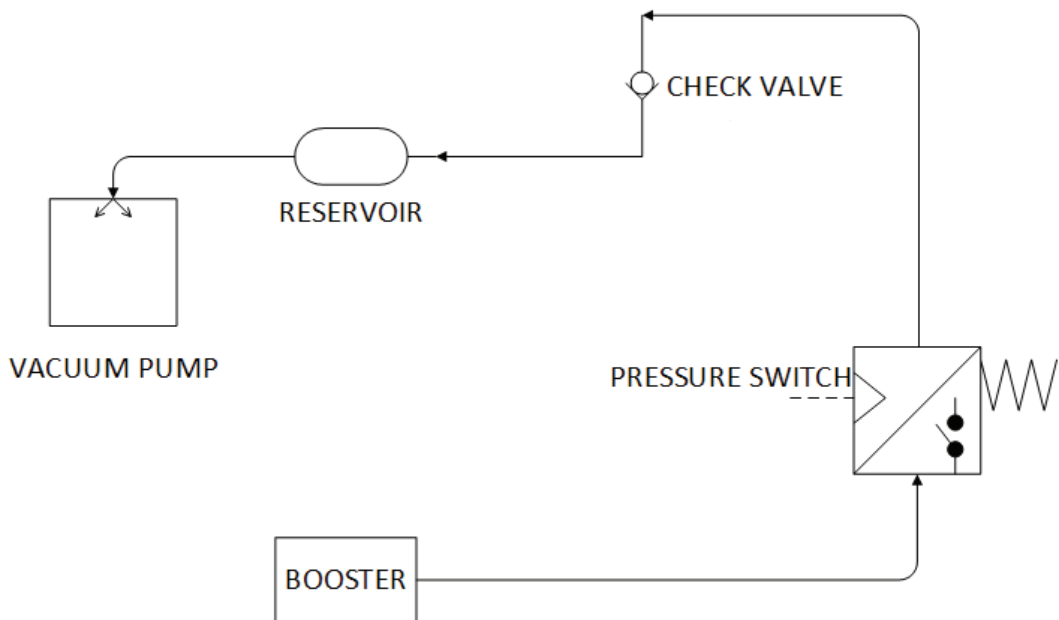 CHECK VALVE
RESERVOIR
VACUUM PUMP
PRESSURE SWITCH
BOOSTER